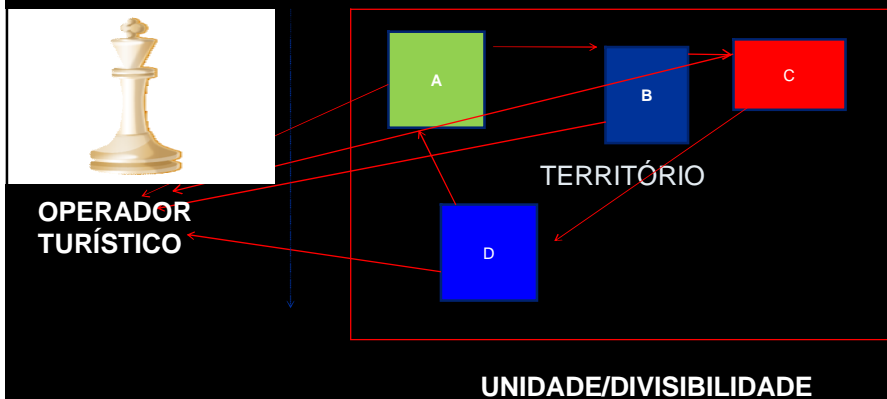 A
B
C
TERRITÓRIO
OPERADOR
TURÍSTICO
D
UNIDADE/DIVISIBILIDADE